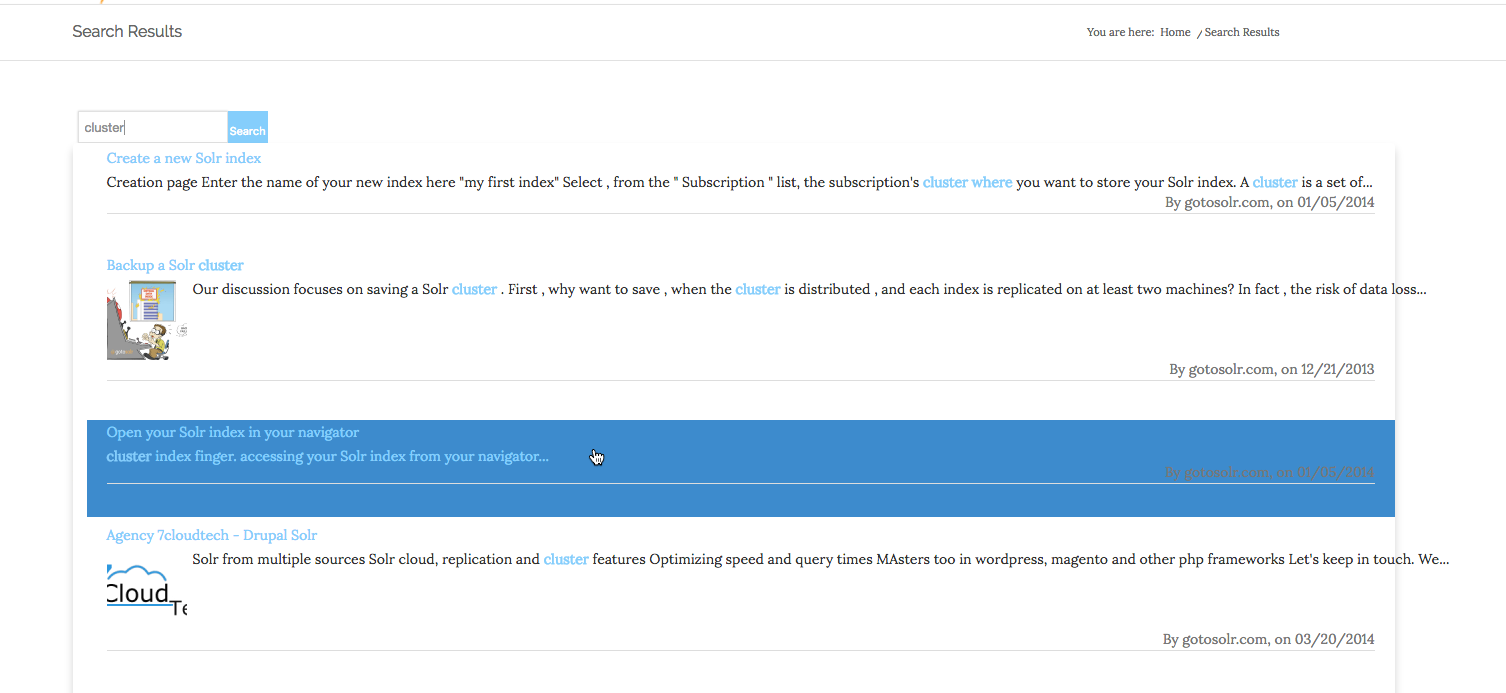 Search Results
You are here: Home / Search Results
cluster
Search
Create a new Solr index
Creation page Enter the name of your new index here "my first index" Select , from the " Subscription " list, the subscription's cluster where you want to store your Solr index. A cluster is a set of...
By gotosolr.com, on 01/05/2014
Backup a Solr cluster
Our discussion focuses on saving a Solr cluster . First , why want to save , when the cluster is distributed , and each index is replicated on at least two machines? In fact , the risk of data loss...
By gotosolr.com, on 12/21/2013
Open your Solr index in your navigator
cluster index finger. accessing your Solr index from your navigator...
By gotosolr.com, on 01/05/2014
Agency 7cloudtech - Drupal Solr
Solr from multiple sources Solr cloud, replication and cluster features Optimizing speed and query times MAsters too in wordpress, magento and other php frameworks Let's keep in touch. We...
Cloud
Te
By gotosolr.com, on 03/20/2014